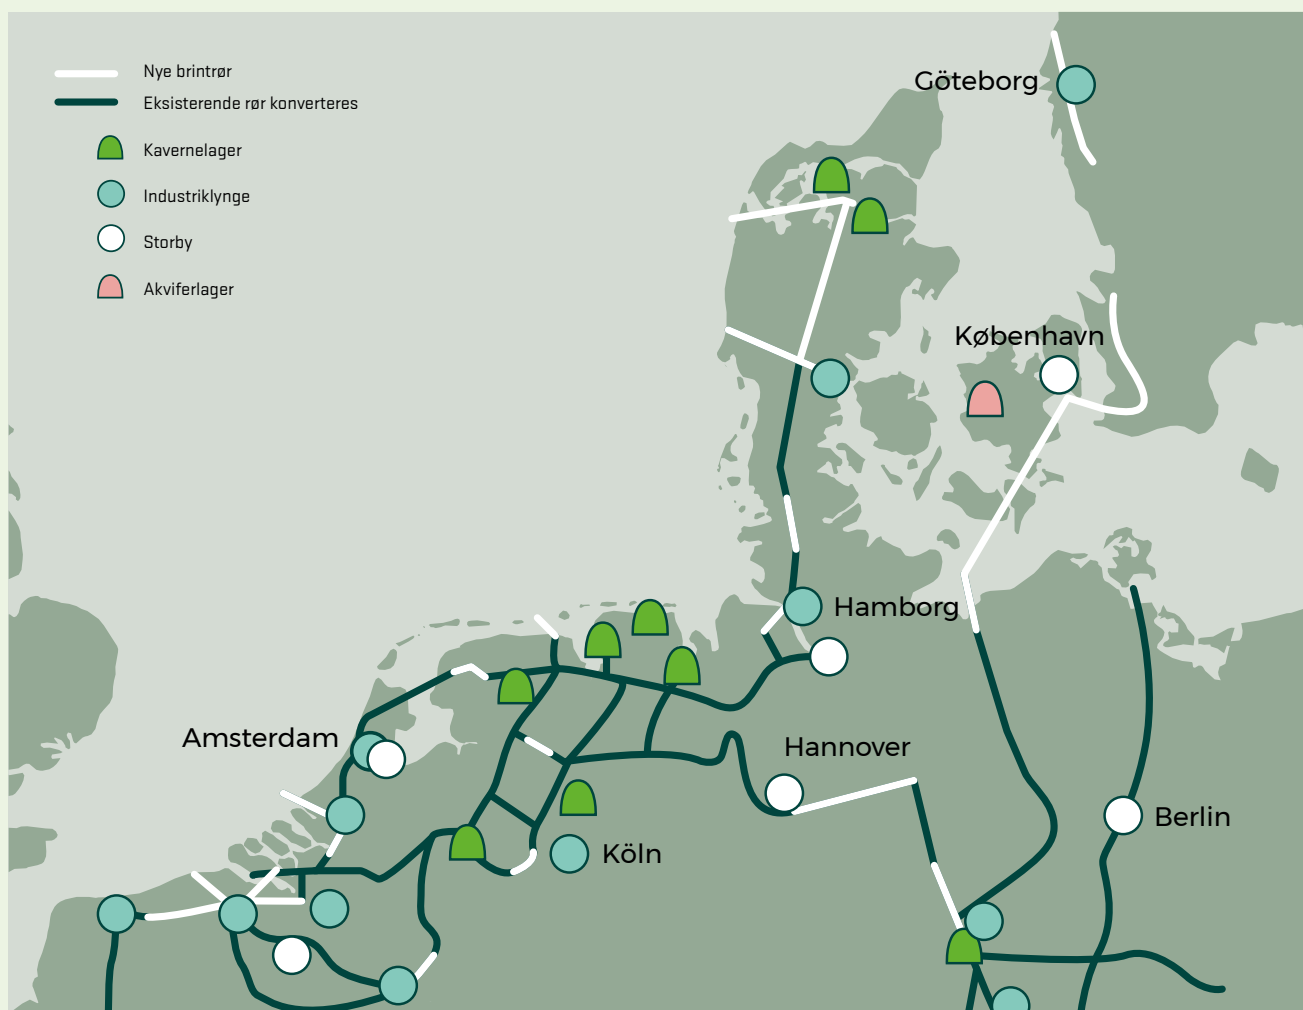 Nye brintrør
Eksisterende rør konverteres
Kavernelager
Industriklynge
Storby
Akviferlager
Göteborg
København
Hamborg
Amsterdam
Hannover
Berlin
Köln